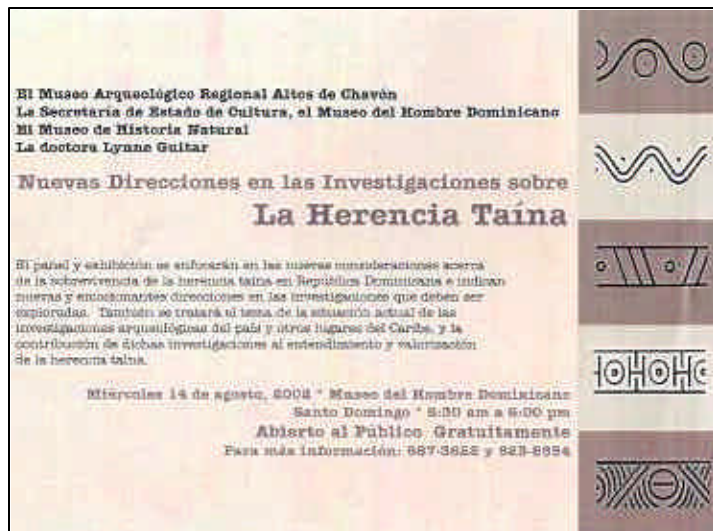 El Museo Arqueológico Regional Altos de Chavón
La Secretaría de Estado de Cultura, el Museo del Hombre Dominicano
El Museo de Historia Natural
La doctora Lynne Guitar
Nuevas Direcciones en las Investigaciones sobre
La Herencia Taína
El panel y exhibición se enfocarán en las nuevas consideraciones acerca
de la sobrevivencia de la herencia taína en República Dominicana e indican
nuevas y emocionantes direcciones en las investigaciones que deben ser
exploradas. También se tratará el tema de la situación actual de las
investigaciones arqueológicas del país y otros lugares del Caribe, y la
contribución de dichas investigaciones al entendimiento y valorización
de la herencia taína.
Miércoles 14 de agosto, 2002 * Museo del Hombre Dominicano
Santo Domingo * am a 6:00 pm
Abierto al Público Gratuitamente
Para más información: 687-3622 y